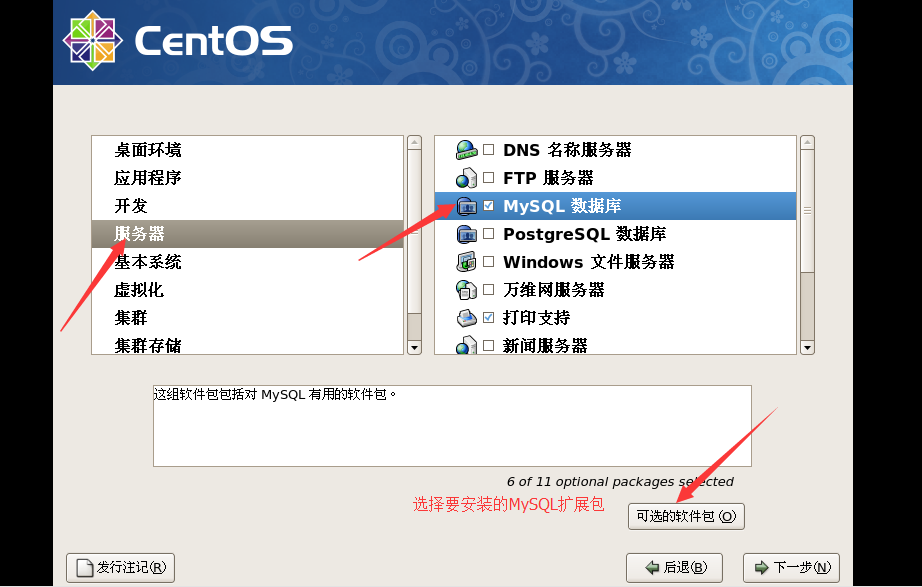 CentOS
桌面环境
应用程序
开发
服务器
基本系统
虚拟化
集群
集群存储
DNS 名称服务器
FTP 服务器
MySQL 数据库
PostgreSQL 数据库
Windows 文件服务器
万维网服务器
打印支持
新闻服务器
这组软件包包括对 MySQL 有用的软件包。
6 of 11 optional packages selected
选择要安装的MySQL扩展包
可选的软件包 (O)
发行注记(R)
后退(B)
下一步(N)